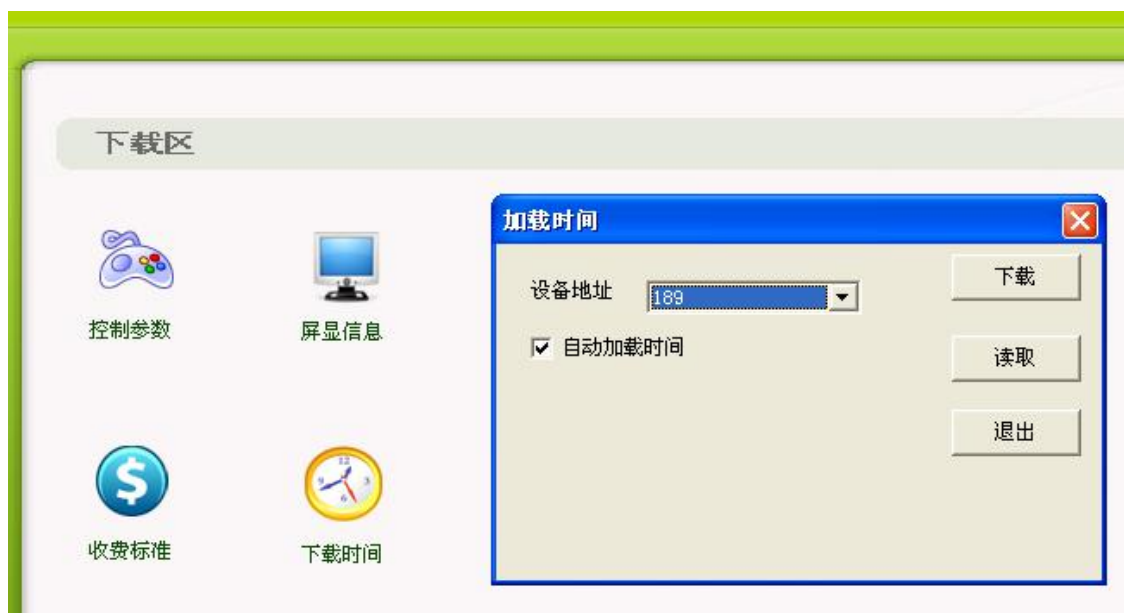 下载区
控制参数
屏显信息
收费标准
下载时间
加载时间
设备地址
189
下载
自动加载时间
读取
退出